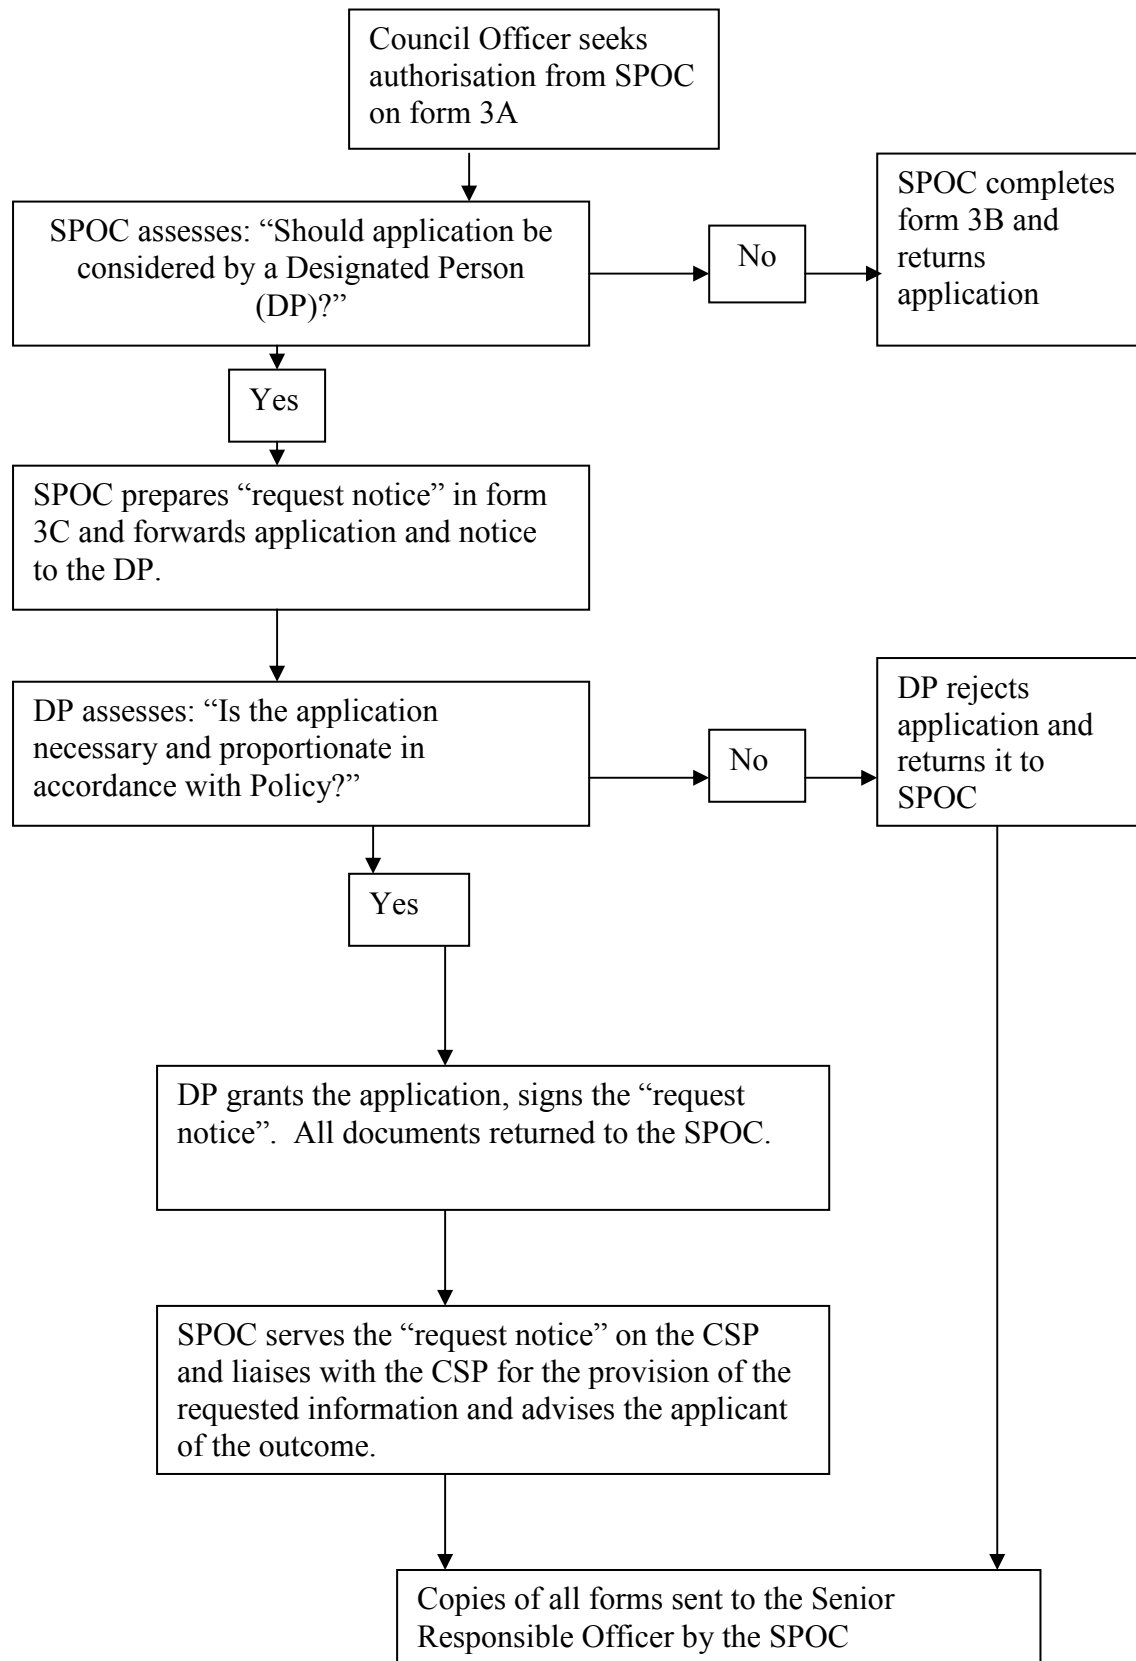 Council Officer seeks
authorisation from SPOC
on form 3A
SPOC assesses: “Should application be
considered by a Designated Person
(DP)?”
No
SPOC completes
form 3B and
returns
application
Yes
SPOC prepares “request notice” in form
3C and forwards application and notice
to the DP.
DP assesses: “Is the application
necessary and proportionate in
accordance with Policy?”
No
DP rejects
application and
returns it to
SPOC
Yes
DP grants the application, signs the “request
notice”.  All documents returned to the SPOC.
SPOC serves the “request notice” on the CSP
and liaises with the CSP for the provision of the
requested information and advises the applicant
of the outcome.
Copies of all forms sent to the Senior
Responsible Officer by the SPOC